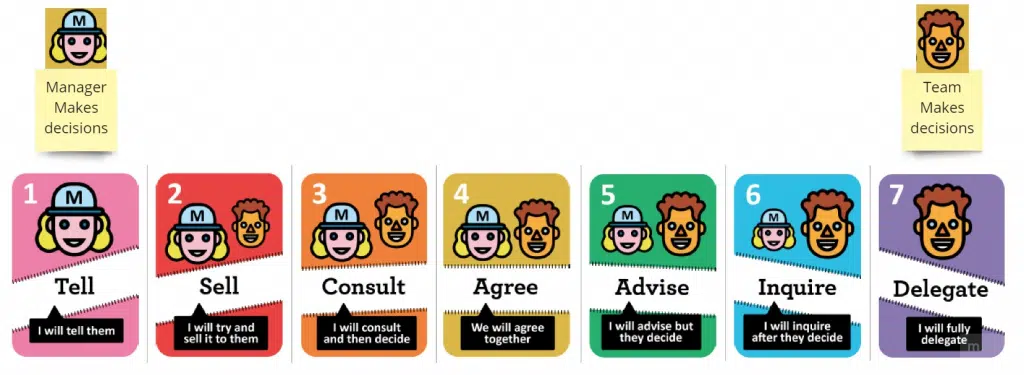 M
Manager
Makes
decisions
Team
Makes
decisions
1
M
Tell
I will tell them
2
M
Sell
I will try and
sell it to them
3
M
Consult
I will consult
and then decide
4
M
Agree
We will agree
together
5
M
Advise
I will advise but
they decide
6
M
Inquire
I will inquire
after they decide
7
Delegate
I will fully
delegate
m